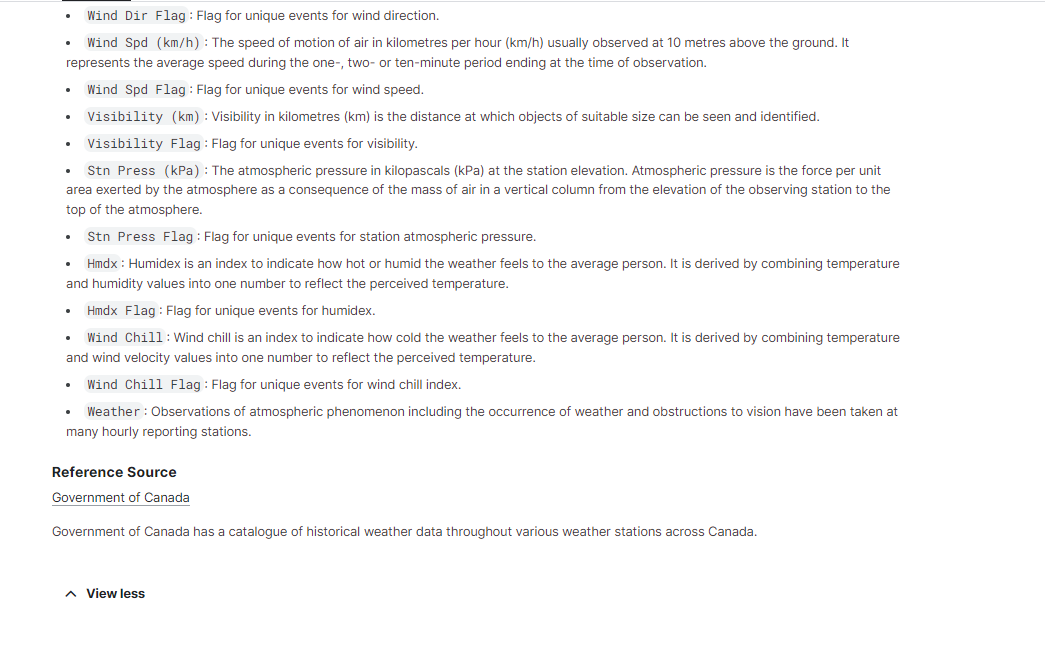 • Wind Dir Flag : Flag for unique events for wind direction.
• Wind Spd (km/h) : The speed of motion of air in kilometres per hour (km/h) usually observed at 10 metres above the ground. It
represents the average speed during the one-, two- or ten-minute period ending at the time of observation.
• Wind Spd Flag : Flag for unique events for wind speed.
• Visibility (km) : Visibility in kilometres (km) is the distance at which objects of suitable size can be seen and identified.
• Visibility Flag : Flag for unique events for visibility.
• Stn Press (kPa) : The atmospheric pressure in kilopascals (kPa) at the station elevation. Atmospheric pressure is the force per unit
area exerted by the atmosphere as a consequence of the mass of air in a vertical column from the elevation of the observing station to the
top of the atmosphere.
• Stn Press Flag : Flag for unique events for station atmospheric pressure.
• Hmdx : Humidex is an index to indicate how hot or humid the weather feels to the average person. It is derived by combining temperature
and humidity values into one number to reflect the perceived temperature.
• Hmdx Flag : Flag for unique events for humidex.
• Wind Chill : Wind chill is an index to indicate how cold the weather feels to the average person. It is derived by combining temperature
and wind velocity values into one number to reflect the perceived temperature.
• Wind Chill Flag : Flag for unique events for wind chill index.
• Weather : Observations of atmospheric phenomenon including the occurrence of weather and obstructions to vision have been taken at
many hourly reporting stations.
Reference Source
Government of Canada
Government of Canada has a catalogue of historical weather data throughout various weather stations across Canada.
View less